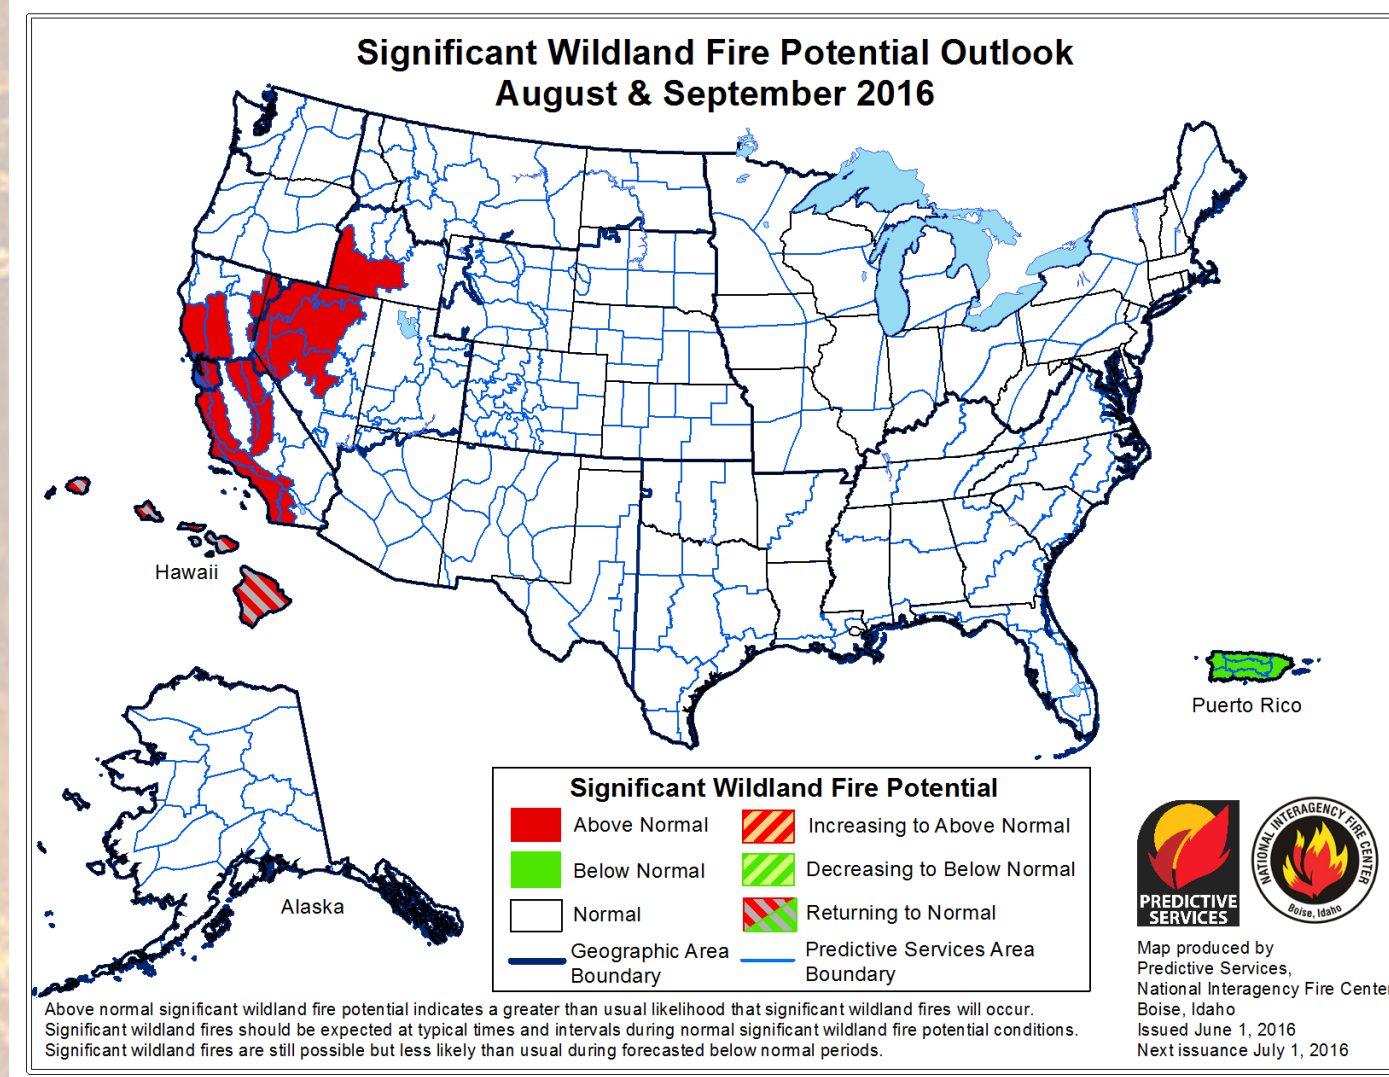 Significant Wildland Fire Potential Outlook
August & September 2016
Hawaii
Puerto Rico
Alaska
Significant Wildland Fire Potential
Above Normal
Increasing to Above Normal
Below Normal
Decreasing to Below Normal
Normal
Returning to Normal
Geographic Area
Boundary
Predictive Services Area
Boundary
PREDICTIVE
SERVICES
NATIONAL INTERAGENCY FIRE CENTER
Boise, Idaho
Map produced by
Predictive Services,
National Interagency Fire Center
Boise, Idaho
Issued June 1, 2016
Next issuance July 1, 2016
Above normal significant wildland fire potential indicates a greater than usual likelihood that significant wildland fires will occur.
Significant wildland fires should be expected at typical times and intervals during normal significant wildland fire potential conditions.
Significant wildland fires are still possible but less likely than usual during forecasted below normal periods.